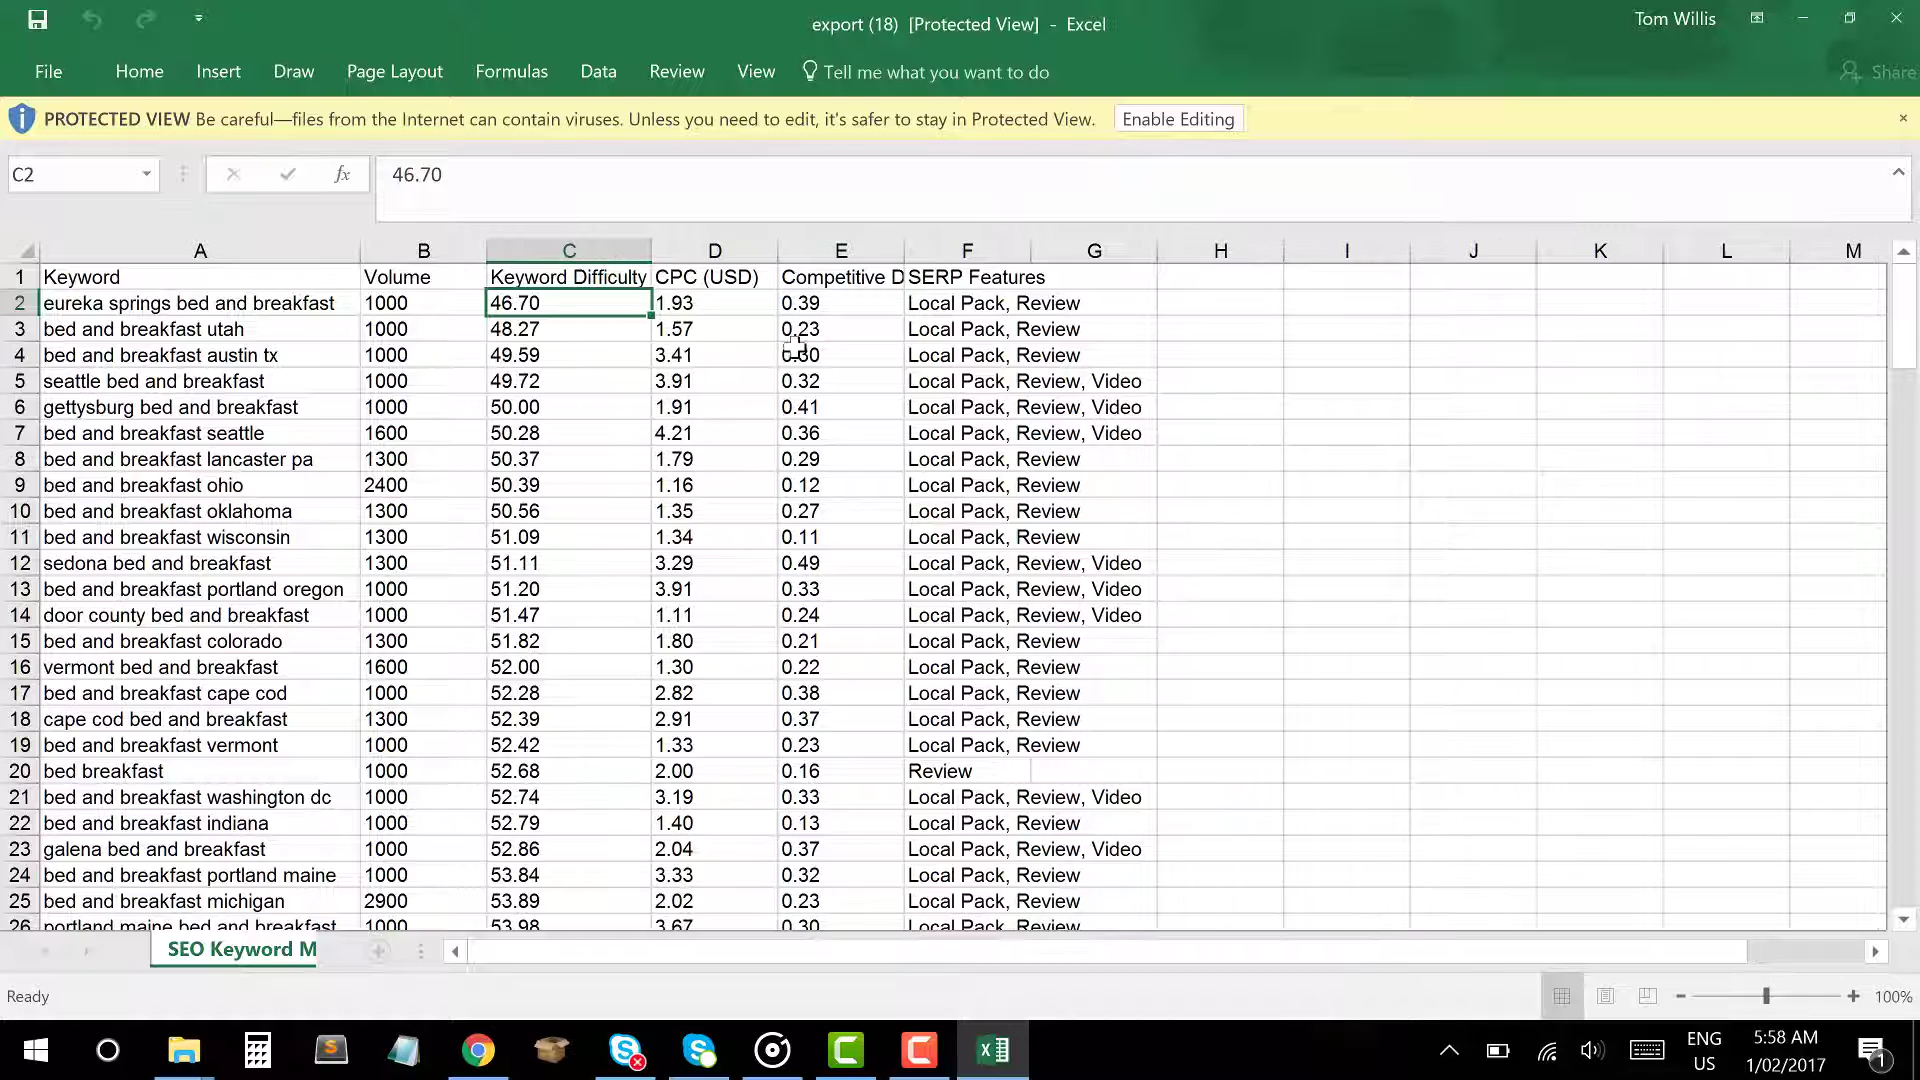 export (18) [Protected View] - Excel
Tom Willis
File Home Insert Draw Page Layout Formulas Data Review View Tell me what you want to do Share
PROTECTED VIEW Be careful—files from the Internet can contain viruses. Unless you need to edit, it's safer to stay in Protected View. Enable Editing
C2 fx 46.70
A B C D E F G H I J K L M
1 Keyword Volume Keyword Difficulty CPC (USD) Competitive D SERP Features
2 eureka springs bed and breakfast 1000 46.70 1.93 0.39 Local Pack, Review
3 bed and breakfast utah 1000 48.27 1.57 0.23 Local Pack, Review
4 bed and breakfast austin tx 1000 49.59 3.41 Local Pack, Review
5 seattle bed and breakfast 1000 49.72 3.91 0.32 Local Pack, Review, Video
6 gettysburg bed and breakfast 1000 50.00 1.91 0.41 Local Pack, Review, Video
7 bed and breakfast seattle 1600 50.28 4.21 0.36 Local Pack, Review, Video
8 bed and breakfast lancaster pa 1300 50.37 1.79 0.29 Local Pack, Review
9 bed and breakfast ohio 2400 50.39 1.16 0.12 Local Pack, Review
10 bed and breakfast oklahoma 1300 50.56 1.35 0.27 Local Pack, Review
11 bed and breakfast wisconsin 1300 51.09 1.34 0.11 Local Pack, Review
12 sedona bed and breakfast 1300 51.11 3.29 0.49 Local Pack, Review, Video
13 bed and breakfast portland oregon 1000 51.20 3.91 0.33 Local Pack, Review, Video
14 door county bed and breakfast 1000 51.47 1.11 0.24 Local Pack, Review, Video
15 bed and breakfast colorado 1300 51.82 1.80 0.21 Local Pack, Review
16 vermont bed and breakfast 1600 52.00 1.30 0.22 Local Pack, Review
17 bed and breakfast cape cod 1000 52.28 2.82 0.38 Local Pack, Review
18 cape cod bed and breakfast 1300 52.39 2.91 0.37 Local Pack, Review
19 bed and breakfast vermont 1000 52.42 1.33 0.23 Local Pack, Review
20 bed breakfast 1000 52.68 2.00 0.16 Review
21 bed and breakfast washington dc 1000 52.74 3.19 0.33 Local Pack, Review, Video
22 bed and breakfast indiana 1000 52.79 1.40 0.13 Local Pack, Review
23 galena bed and breakfast 1000 52.86 2.04 0.37 Local Pack, Review, Video
24 bed and breakfast portland maine 1000 53.84 3.33 0.32 Local Pack, Review
25 bed and breakfast michigan 2900 53.89 2.02 0.23 Local Pack, Review
26 portland maine bed and breakfast 1000 53.98 3.67 0.30 Local Pack, Review
SEO Keyword M
Ready
100%
ENG
US
5:58 AM
1/02/2017
1